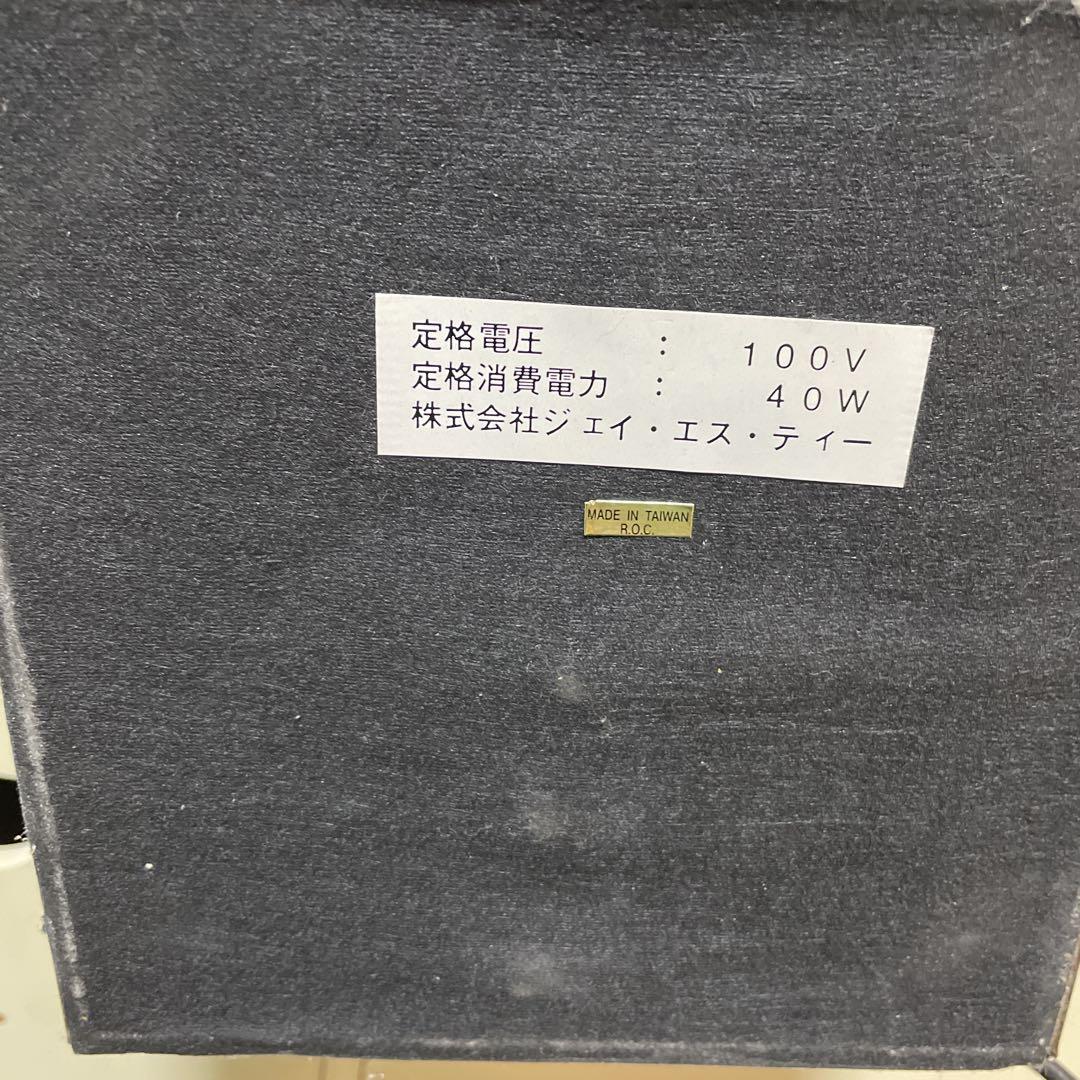 定格電圧 : 100V
定格消費電力 : 40W
株式会社ジェイ・エス・ティー
MADE IN TAIWAN
R.O.C.